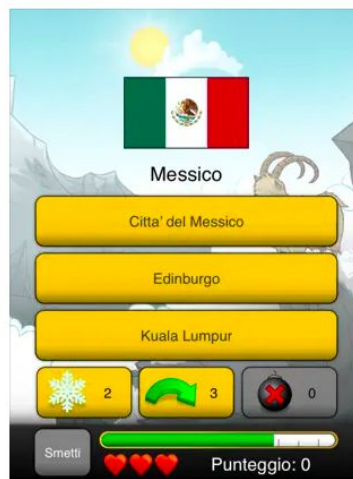 Messico
Citta' del Messico
Edinburgo
Kuala Lumpur
2 3 0
Smetti
Punteggio: 0